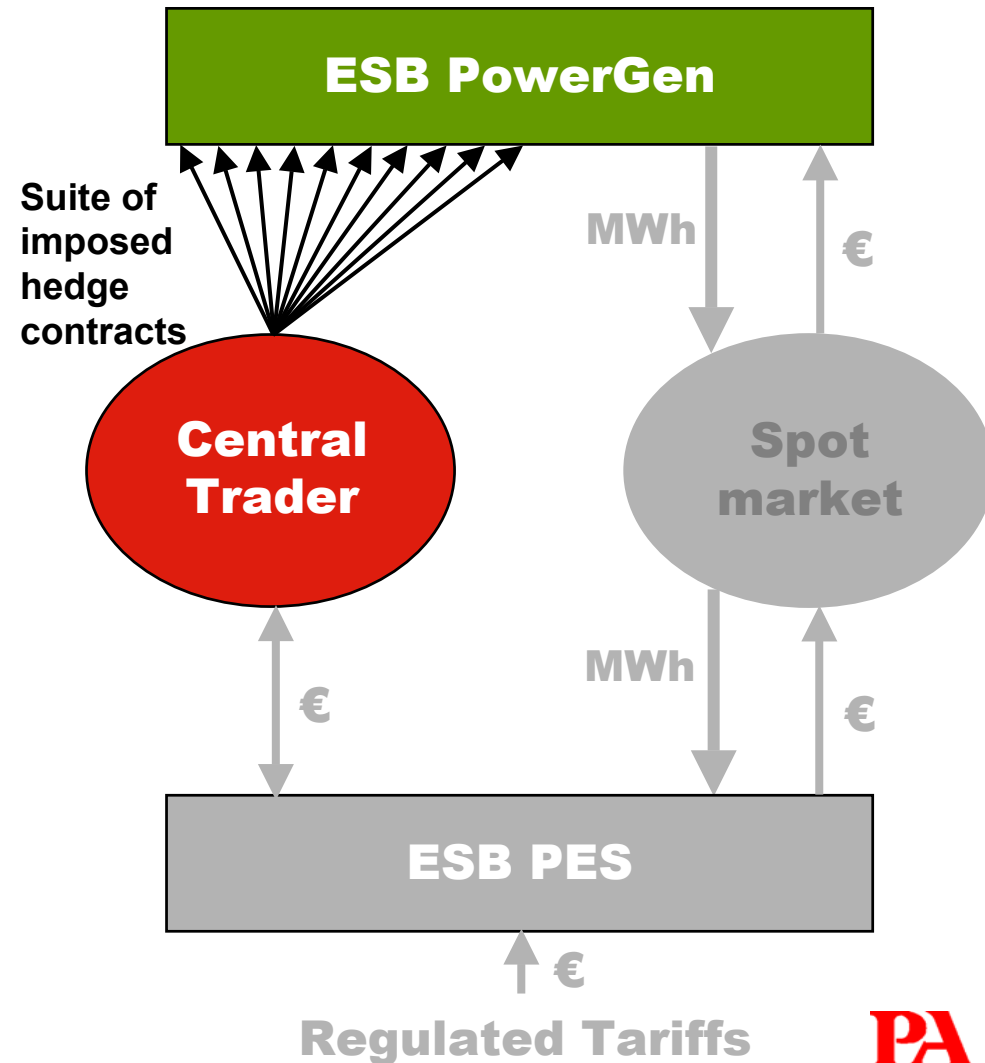 ESB PowerGen
Suite of
imposed
hedge
contracts
MWh
€
Central
Trader
Spot
market
€
MWh
€
ESB PES
€
Regulated Tariffs
PA